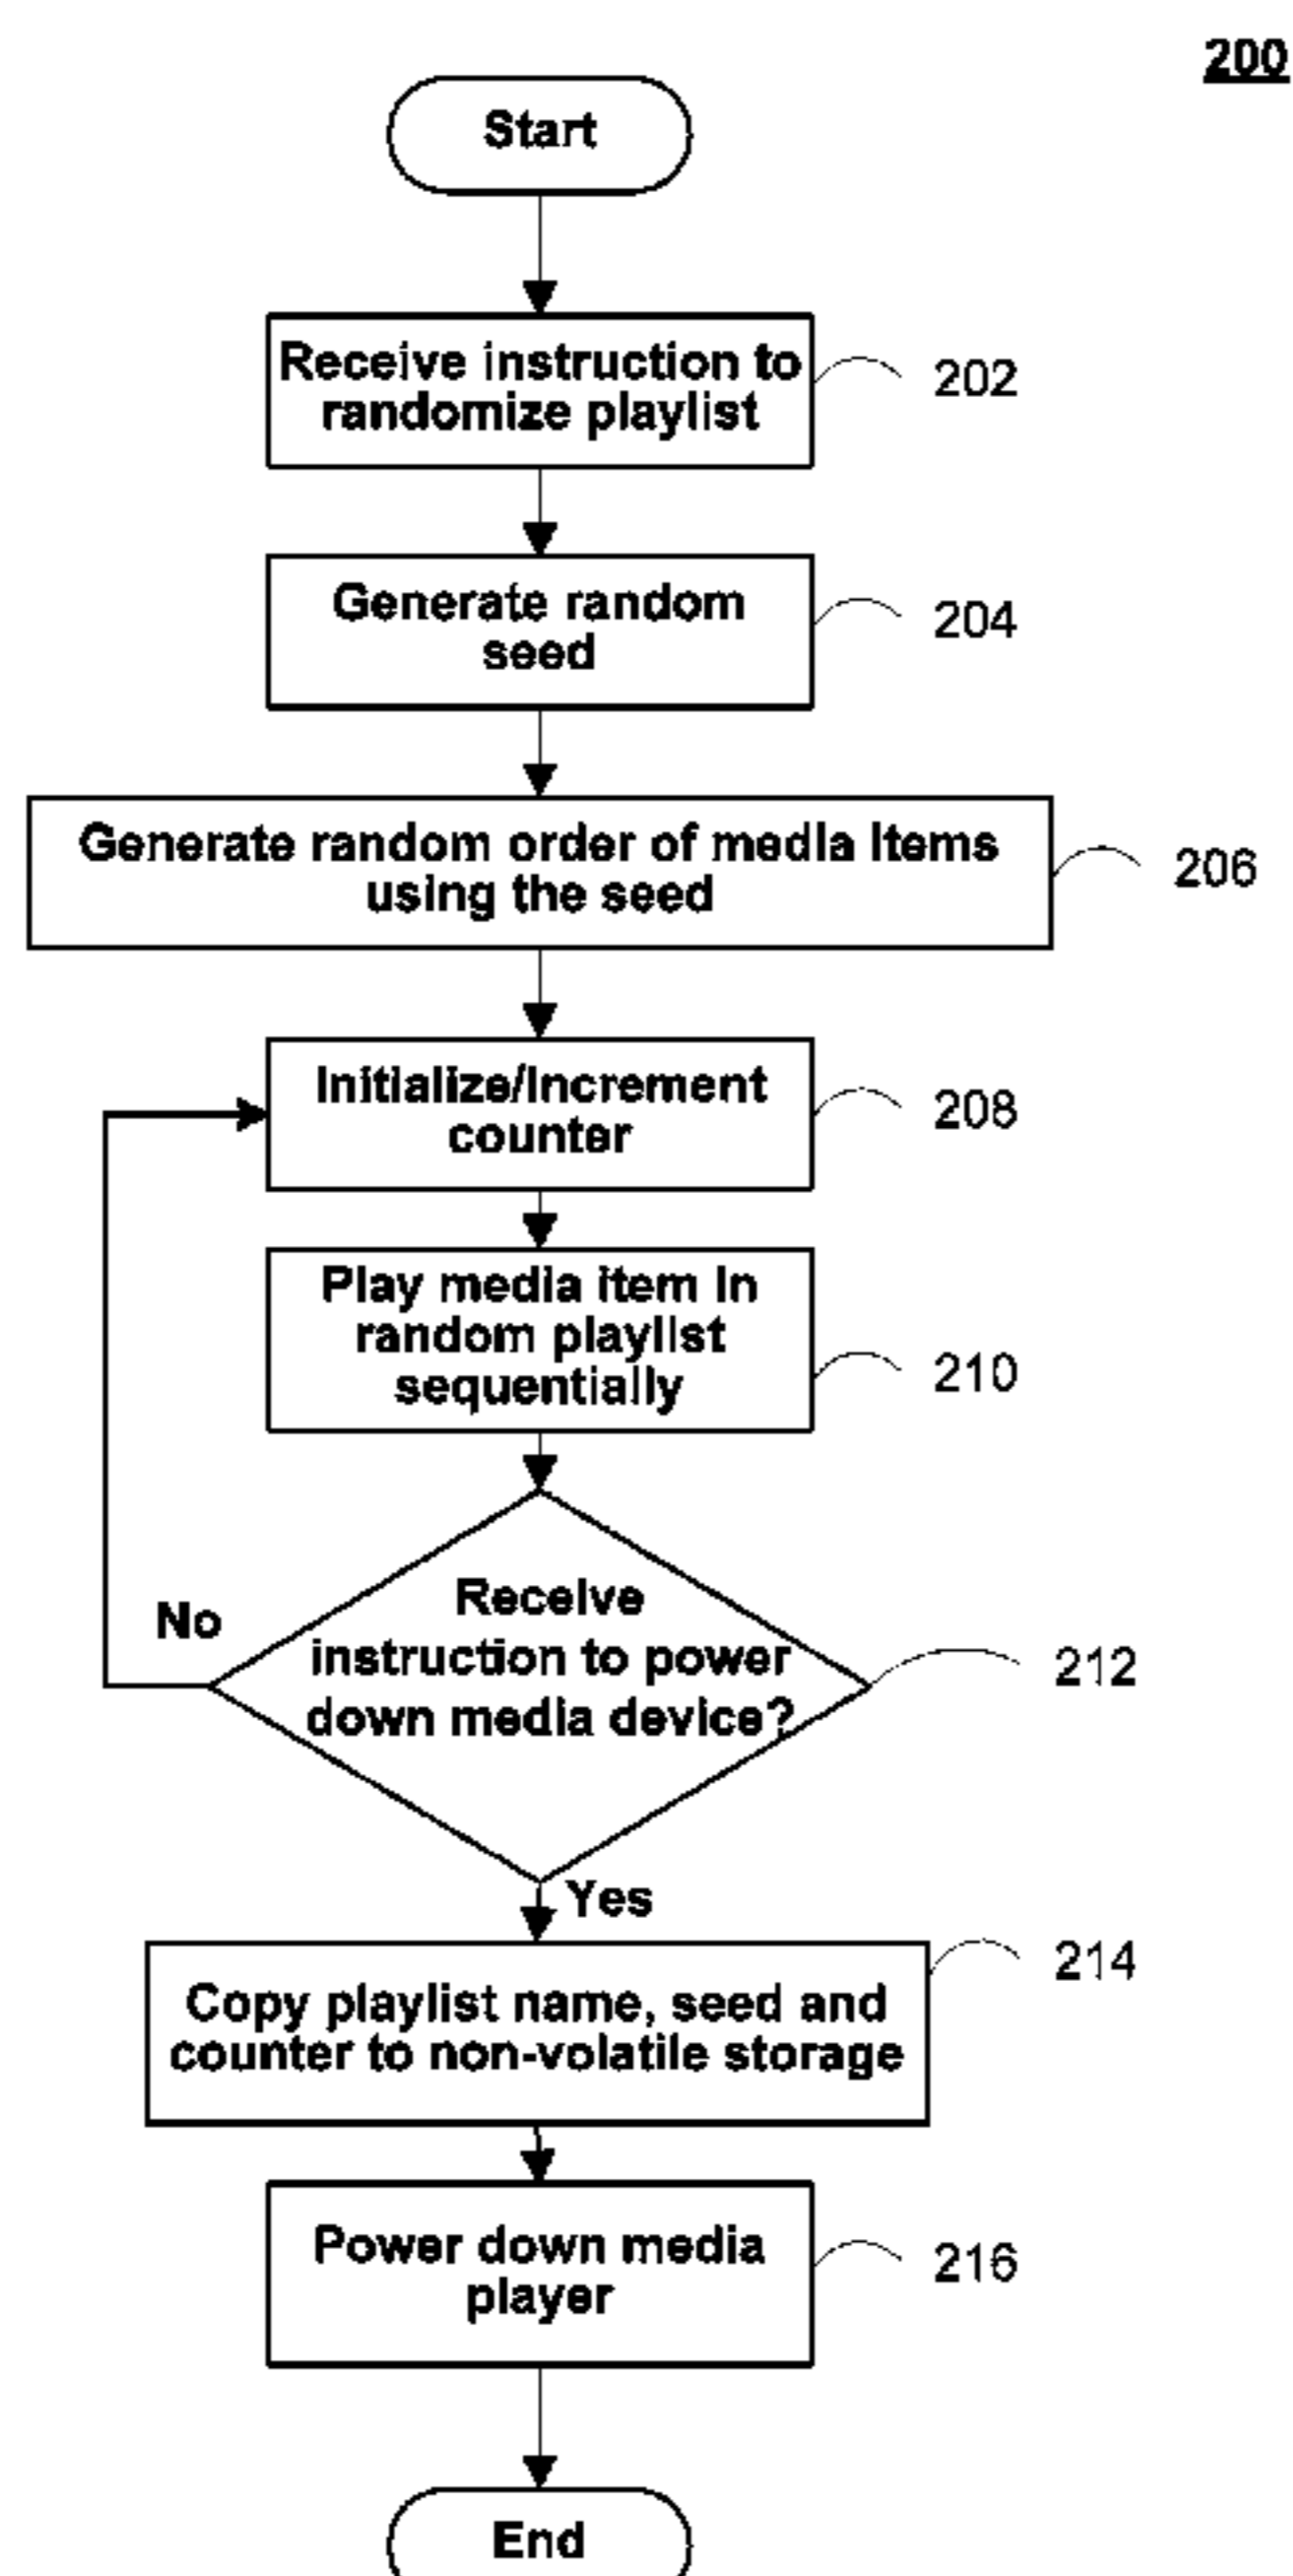 200
Start
Receive instruction to
randomize playlist
202
Generate random
seed
204
Generate random order of media items
using the seed
206
Initialize/Increment
counter
208
Play media item in
random playlist
sequentially
210
Receive
instruction to power
down media device?
212
No
Yes
214
Copy playlist name, seed and
counter to non-volatile storage
Power down media
player
216
End